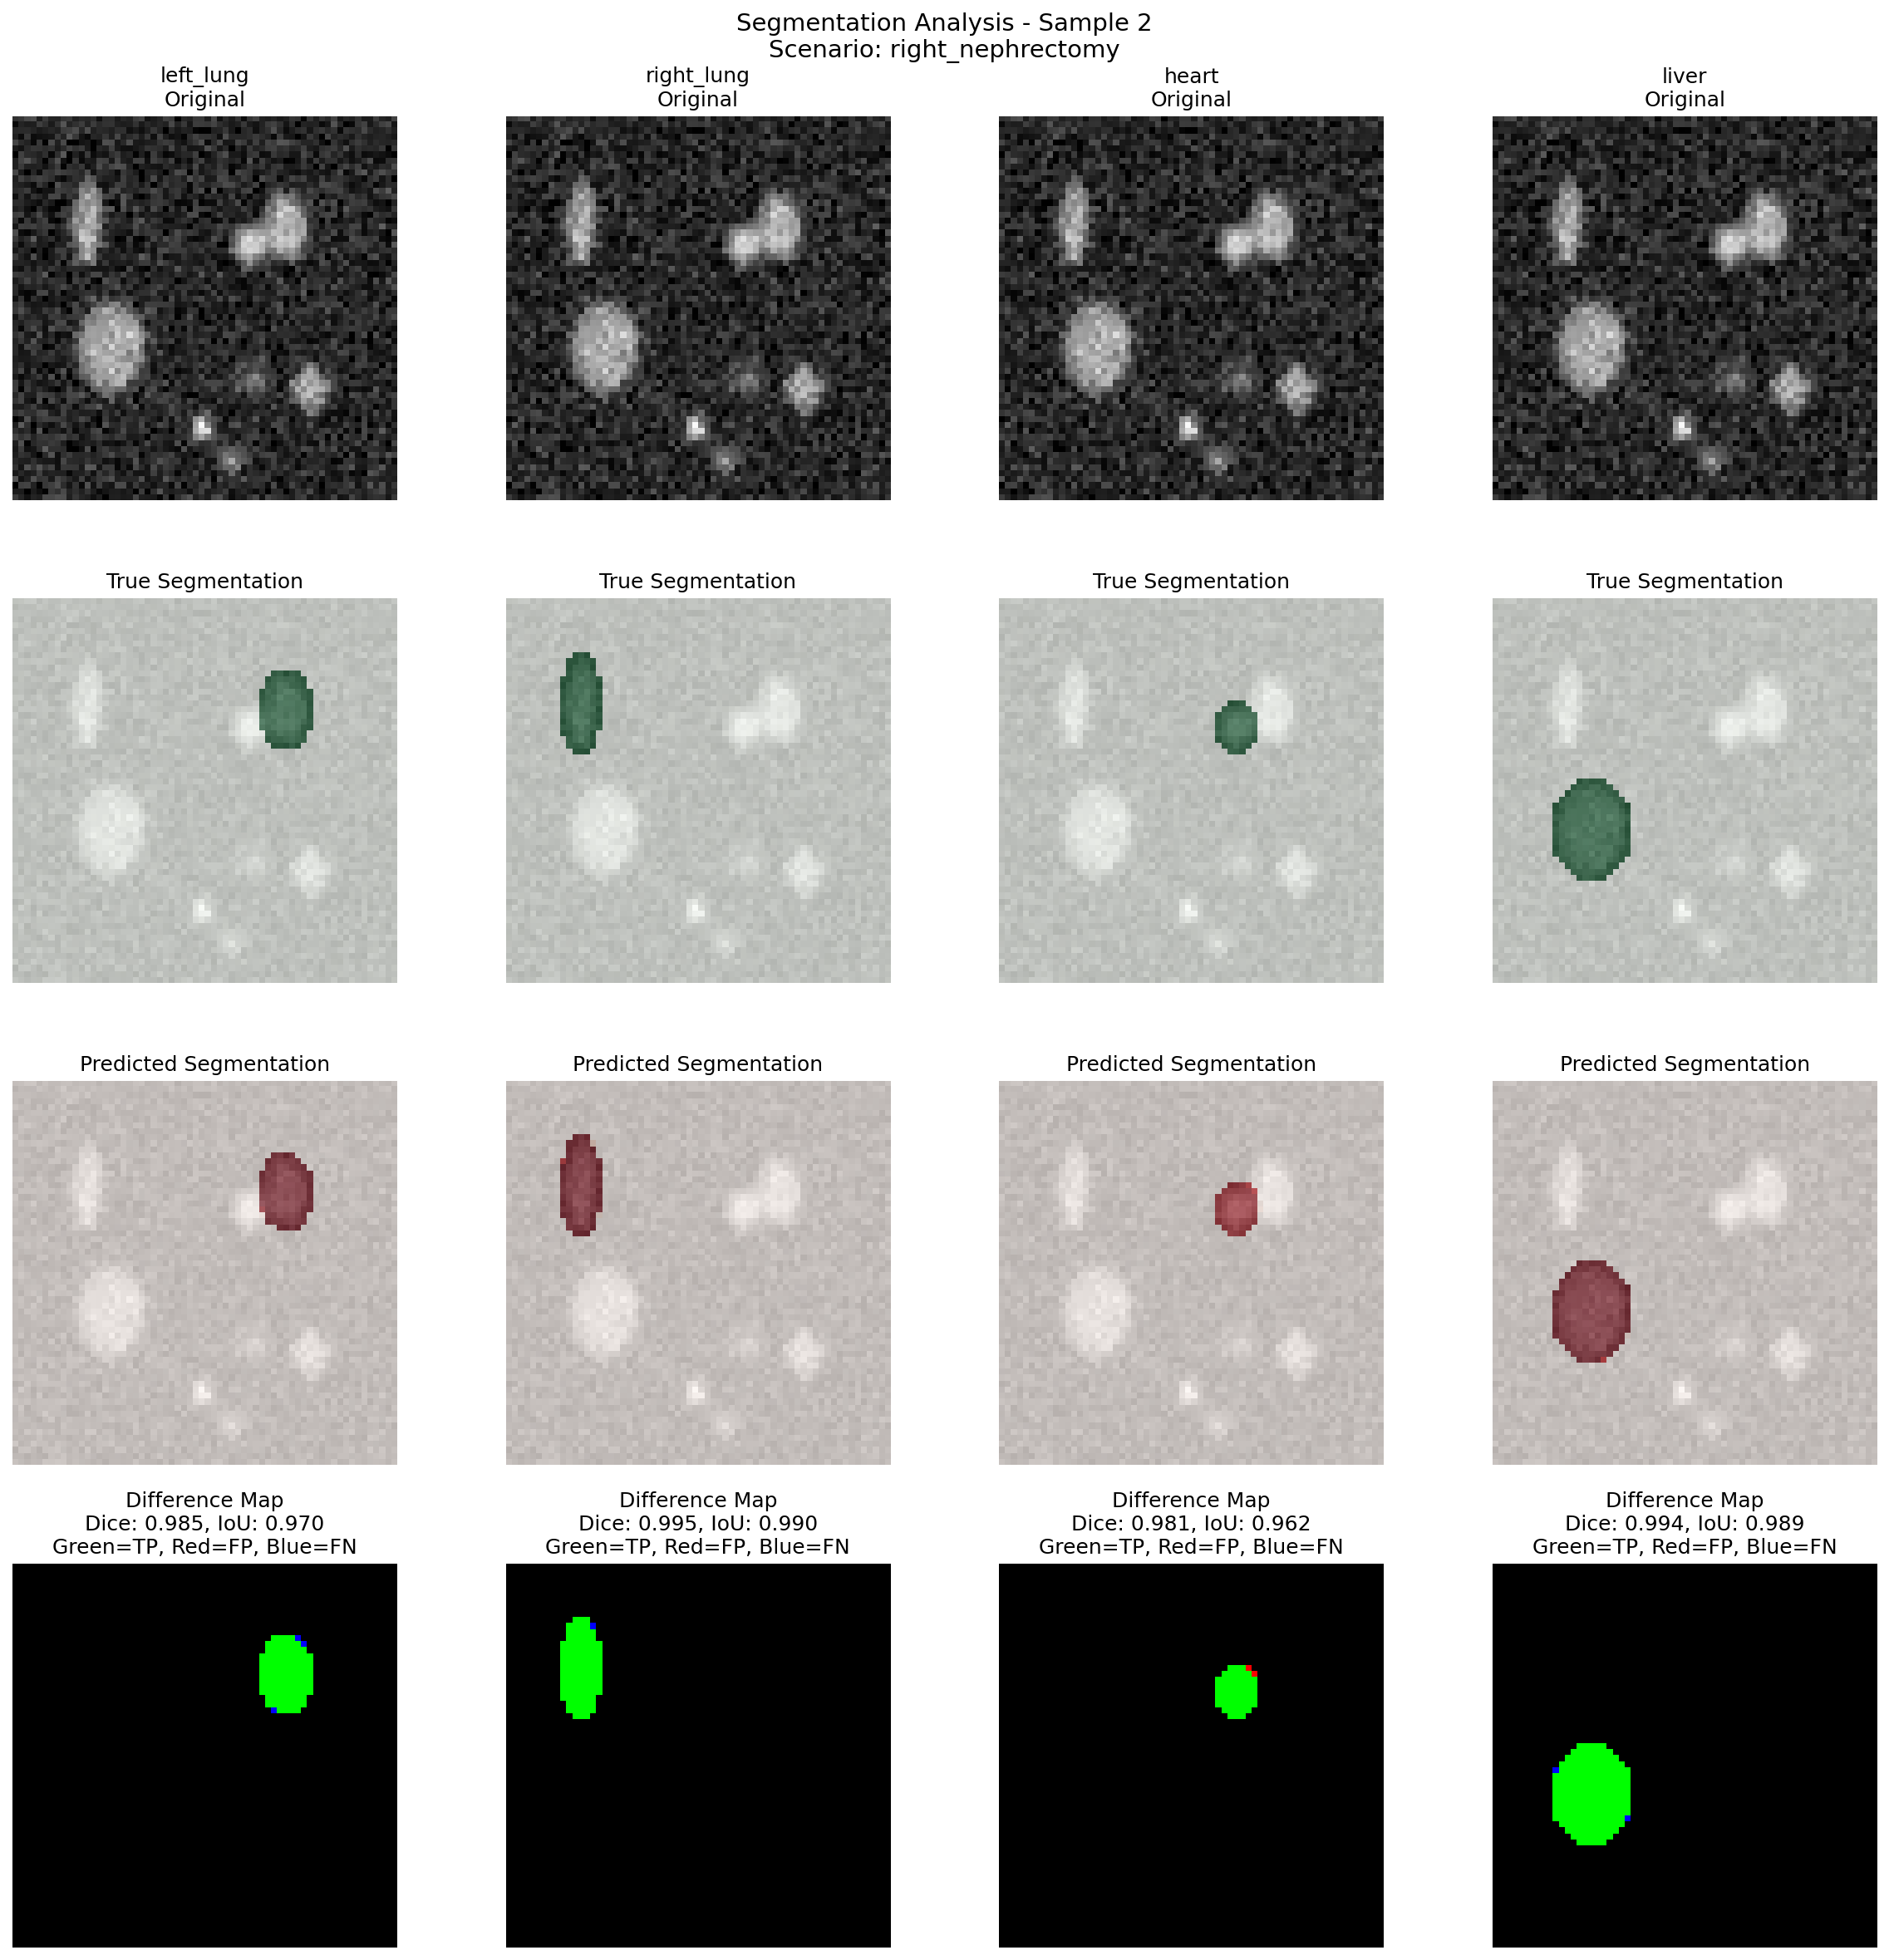 Segmentation Analysis - Sample 2
Scenario: right_nephrectomy
left_lung
Original
right_lung
Original
heart
Original
liver
Original
True Segmentation
True Segmentation
True Segmentation
True Segmentation
Predicted Segmentation
Predicted Segmentation
Predicted Segmentation
Predicted Segmentation
Difference Map
Dice: 0.985, IoU: 0.970
Green=TP, Red=FP, Blue=FN
Difference Map
Dice: 0.995, IoU: 0.990
Green=TP, Red=FP, Blue=FN
Difference Map
Dice: 0.981, IoU: 0.962
Green=TP, Red=FP, Blue=FN
Difference Map
Dice: 0.994, IoU: 0.989
Green=TP, Red=FP, Blue=FN